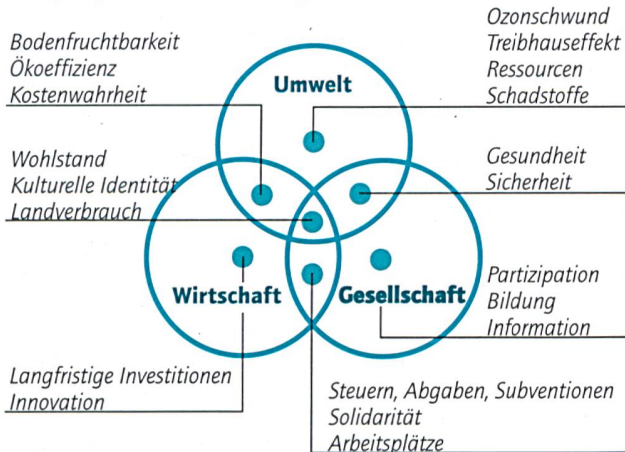 Bodenfruchtbarkeit
Ökoeffizienz
Kostenwahrheit
Ozonschwund
Treibhauseffekt
Ressourcen
Schadstoffe
Umwelt
Wohlstand
Kulturelle Identität
Landverbrauch
Gesundheit
Sicherheit
Wirtschaft
Gesellschaft
Partizipation
Bildung
Information
Langfristige Investitionen
Innovation
Steuern, Abgaben, Subventionen
Solidarität
Arbeitsplätze